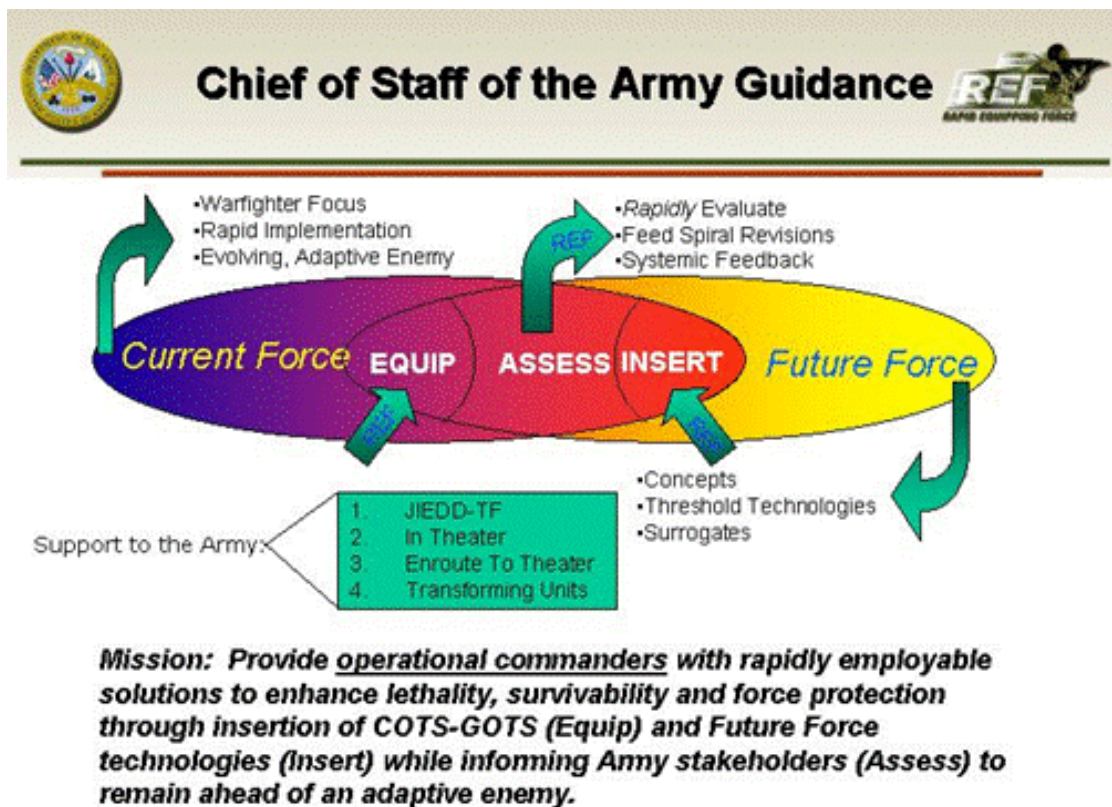 Chief of Staff of the Army Guidance
REF
RAPID EQUIPPING FORCE
•Warfighter Focus
•Rapid Implementation
•Evolving, Adaptive Enemy
REF
•Rapidly Evaluate
•Feed Spiral Revisions
•Systemic Feedback
Current Force
EQUIP
ASSESS
INSERT
Future Force
REF
REF
•Concepts
•Threshold Technologies
•Surrogates
Support to the Army:
1. JIEDD-TF
2. In Theater
3. Enroute To Theater
4. Transforming Units
Mission: Provide operational commanders with rapidly employable
solutions to enhance lethality, survivability and force protection
through insertion of COTS-GOTS (Equip) and Future Force
technologies (Insert) while informing Army stakeholders (Assess) to
remain ahead of an adaptive enemy.